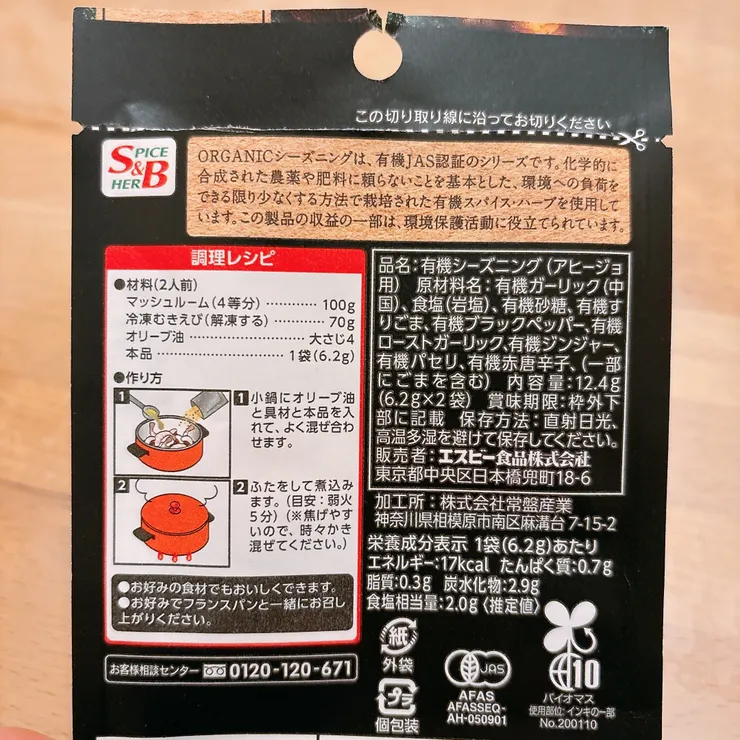 この切り取り線に沿ってお切りください
S&B
SPICE
HERB
ORGANICシーズニングは、有機JAS認証のシリーズです。化学的に
合成された農薬や肥料に頼らないことを基本とした、環境への負荷を
できる限り少なくする方法で栽培された有機スパイス・ハーブを使用して
います。この製品の収益の一部は、環境保護活動に役立てられています。
調理レシピ
●材料(2人前)
マッシュルーム(4等分)············100g
冷凍むきえび(解凍する)··········70g
オリーブ油··················大さじ4
本品··················1袋(6.2g)
●作り方
1
1 小鍋にオリーブ油
と具材と本品を入
れて、よく混ぜ合わ
せます。
2
2 ふたをして煮込み
ます。(目安:弱火
5分)(※焦げやす
いので、時々かき
混ぜてください。)
●お好みの食材でもおいしくできます。
●お好みでフランスパンと一緒にお召し
上がりください。
お客様相談センター 0120-120-671
品名:有機シーズニング(アヒージョ
用) 原材料名:有機ガーリック(中
国)、食塩(岩塩)、有機砂糖、有機す
りごま、有機ブラックペッパー、有機
ローストガーリック、有機ジンジャー、
有機パセリ、有機赤唐辛子、(一部
にごまを含む) 内容量:12.4g
(6.2g×2袋) 賞味期限:枠外下
部に記載 保存方法:直射日光、
高温多湿を避けて保存してください。
販売者:エスビー食品株式会社
東京都中央区日本橋兜町18-6
加工所:株式会社常盤産業
神奈川県相模原市南区麻溝台7-15-2
栄養成分表示 1袋(6.2g)あたり
エネルギー:17kcal たんぱく質:0.7g
脂質:0.3g 炭水化物:2.9g
食塩相当量:2.0g〈推定値〉
紙
外袋
プラ
個包装
JAS
AFAS
AFASSEQ-
AH-050901
10
バイオマス
使用部位:インキの一部
No.200110